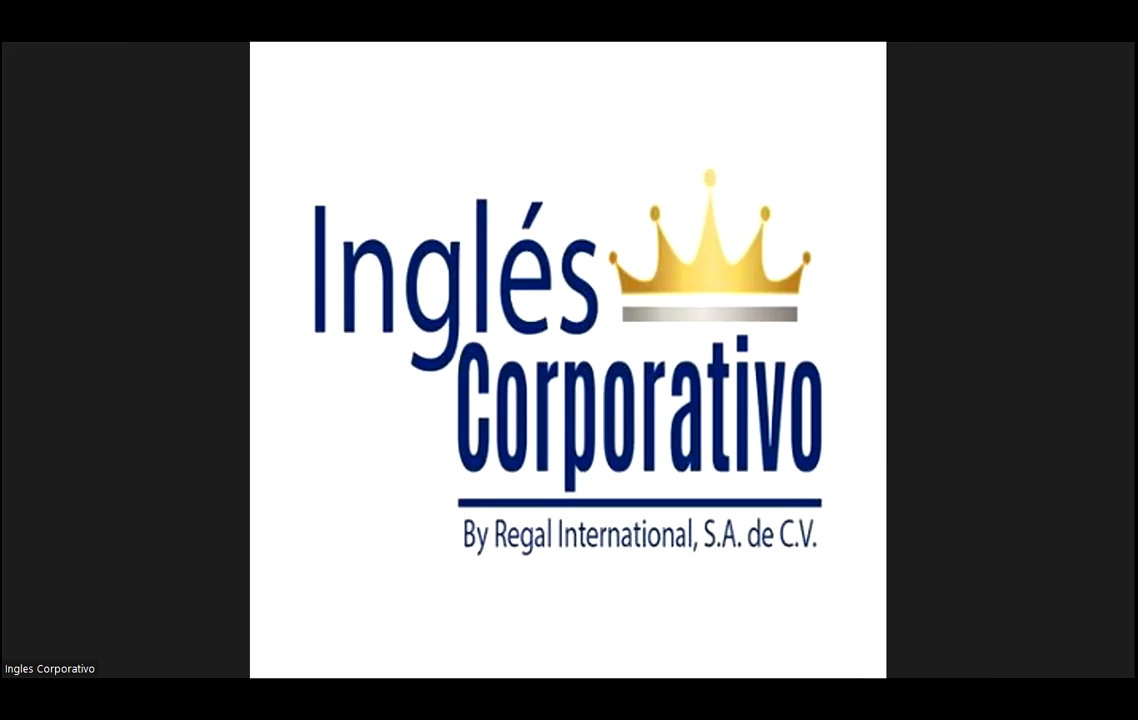 Inglés
Corporativo
By Regal International, S.A. de C.V.
Ingles Corporativo